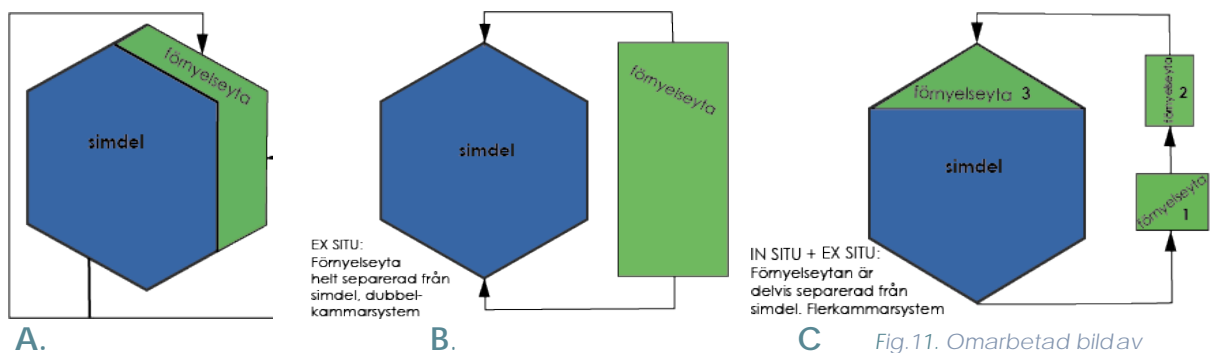 förnyelseyta
simdel
A.
förnyelseyta
simdel
EX SITU:
Förnyelseyta
helt separerad från
simdel, dubbel-
kammarsystem
B.
förnyelseyta 3
förnyelseyta 2
simdel
förnyelseyta 1
IN SITU + EX SITU:
Förnyelseytan är
delvis separerad från
simdel. Flerkammarsystem
C
Fig.11. Omarbetad bild av